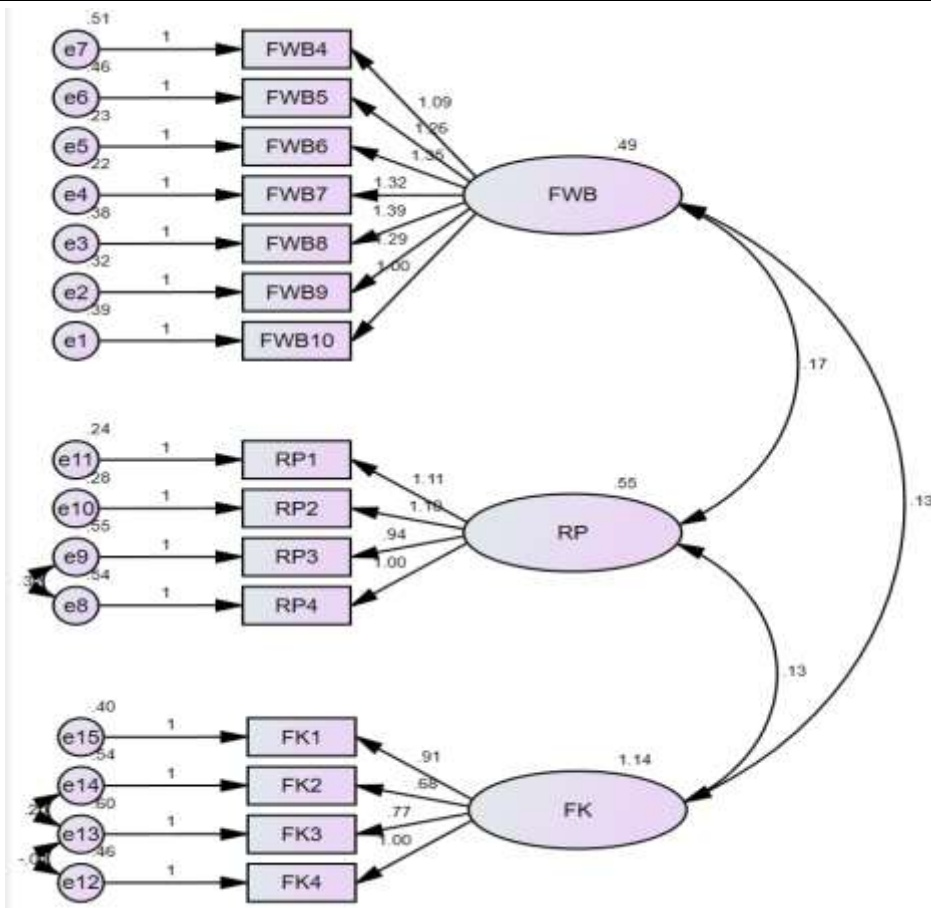 .51
e7 1 FWB4
.46
e6 1 FWB5 1.09
.23 1.26
e5 1 FWB6 1.35 .49
.22
e4 1 FWB7 1.32 FWB
.38 1.39
e3 1 FWB8 1.29
.32 1.00
e2 1 FWB9
.39
e1 1 FWB10
.17
.24
e11 1 RP1 1.11 .55
.28
e10 1 RP2 RP
.55 .94
e9 1 RP3 1.00
.54
e8 1 RP4
.13
.13
.40
e15 1 FK1 .91 1.14
.54 .68
e14 1 FK2 FK
.60 .77
e13 1 FK3 1.00
.46
e12 1 FK4